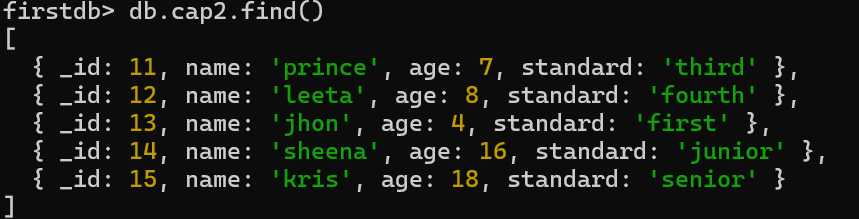 firstdb> db.cap2.find()
[
  { _id: 11, name: 'prince', age: 7, standard: 'third' },
  { _id: 12, name: 'leeta', age: 8, standard: 'fourth' },
  { _id: 13, name: 'jhon', age: 4, standard: 'first' },
  { _id: 14, name: 'sheena', age: 16, standard: 'junior' },
  { _id: 15, name: 'kris', age: 18, standard: 'senior' }
]